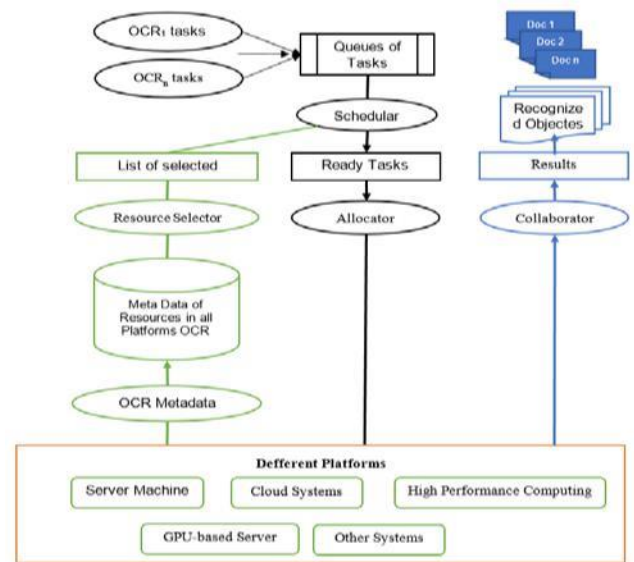 OCR₁ tasks
OCRₙ tasks
Queues of
Tasks
Doc 1
Doc 2
Doc n
Schedular
Recognize
d Objectes
List of selected
Ready Tasks
Results
Resource Selector
Allocator
Collaborator
Meta Data of
Resources in all
Platforms OCR
OCR Metadata
Defferent Platforms
Server Machine
Cloud Systems
High Performance Computing
GPU-based Server
Other Systems